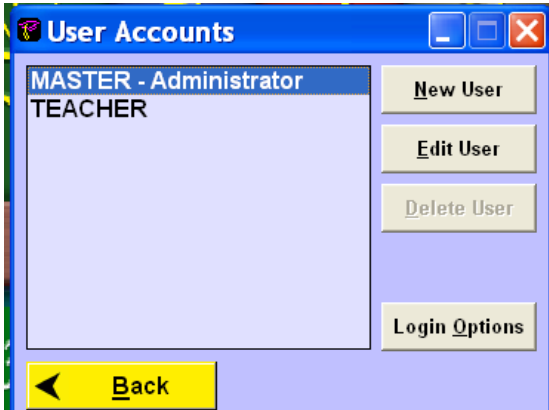 User Accounts
MASTER - Administrator
TEACHER
New User
Edit User
Delete User
Login Options
Back